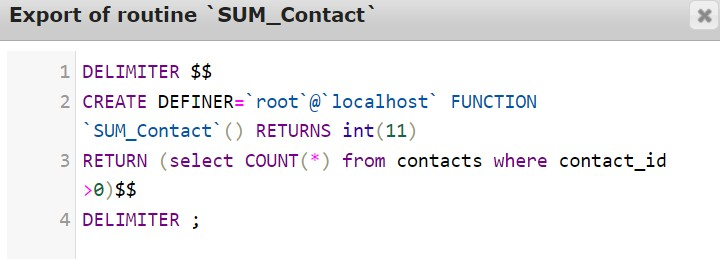 Export of routine `SUM_Contact`
1 DELIMITER $$
2 CREATE DEFINER=`root`@`localhost` FUNCTION
`SUM_Contact`() RETURNS int(11)
3 RETURN (select COUNT(*) from contacts where contact_id
>0)$$
4 DELIMITER ;